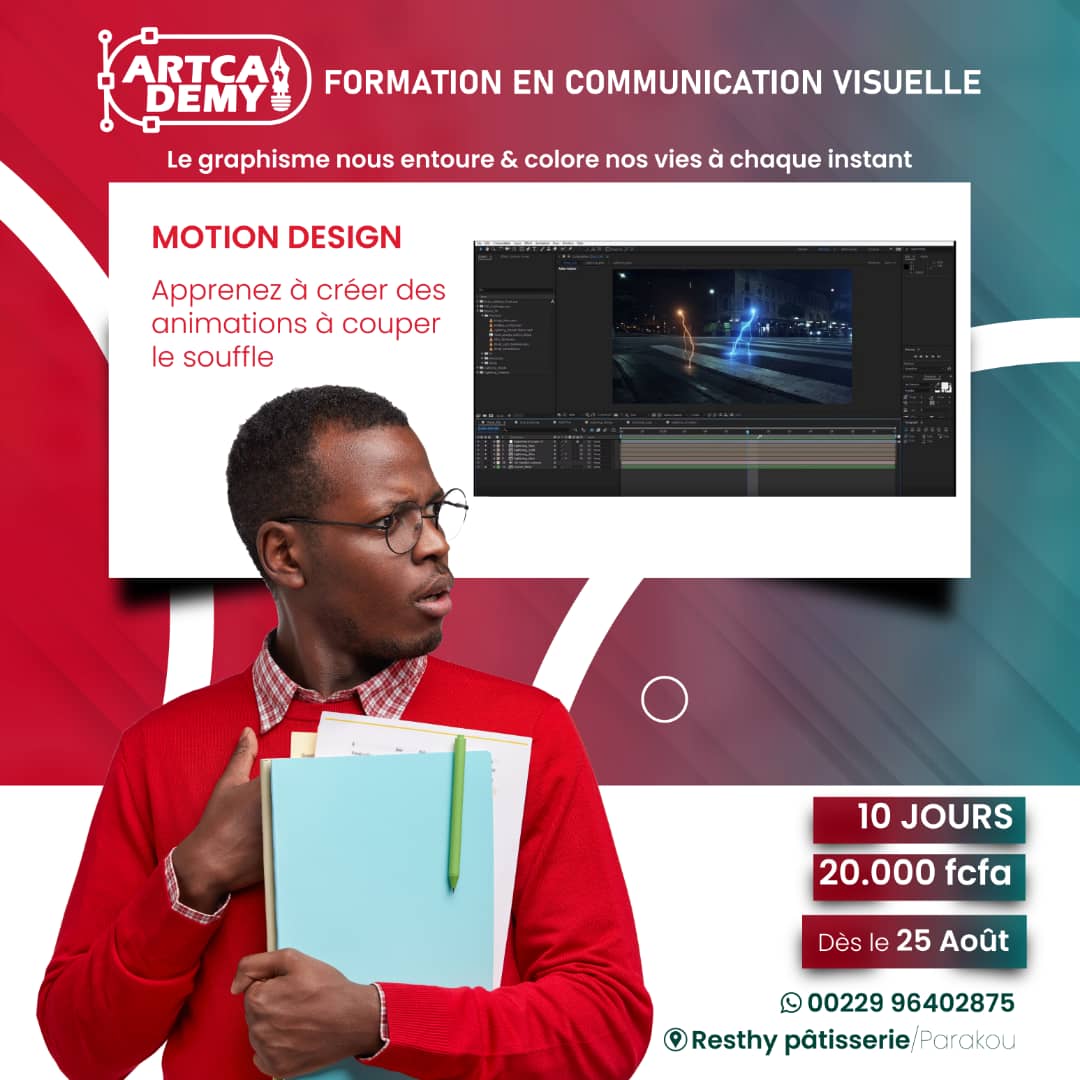 ARTCA
DEMY
FORMATION EN COMMUNICATION VISUELLE
Le graphisme nous entoure & colore nos vies à chaque instant
MOTION DESIGN
Apprenez à créer des
animations à couper
le souffle
10 JOURS
20.000 fcfa
Dès le 25 Août
00229 96402875
Resthy pâtisserie/Parakou